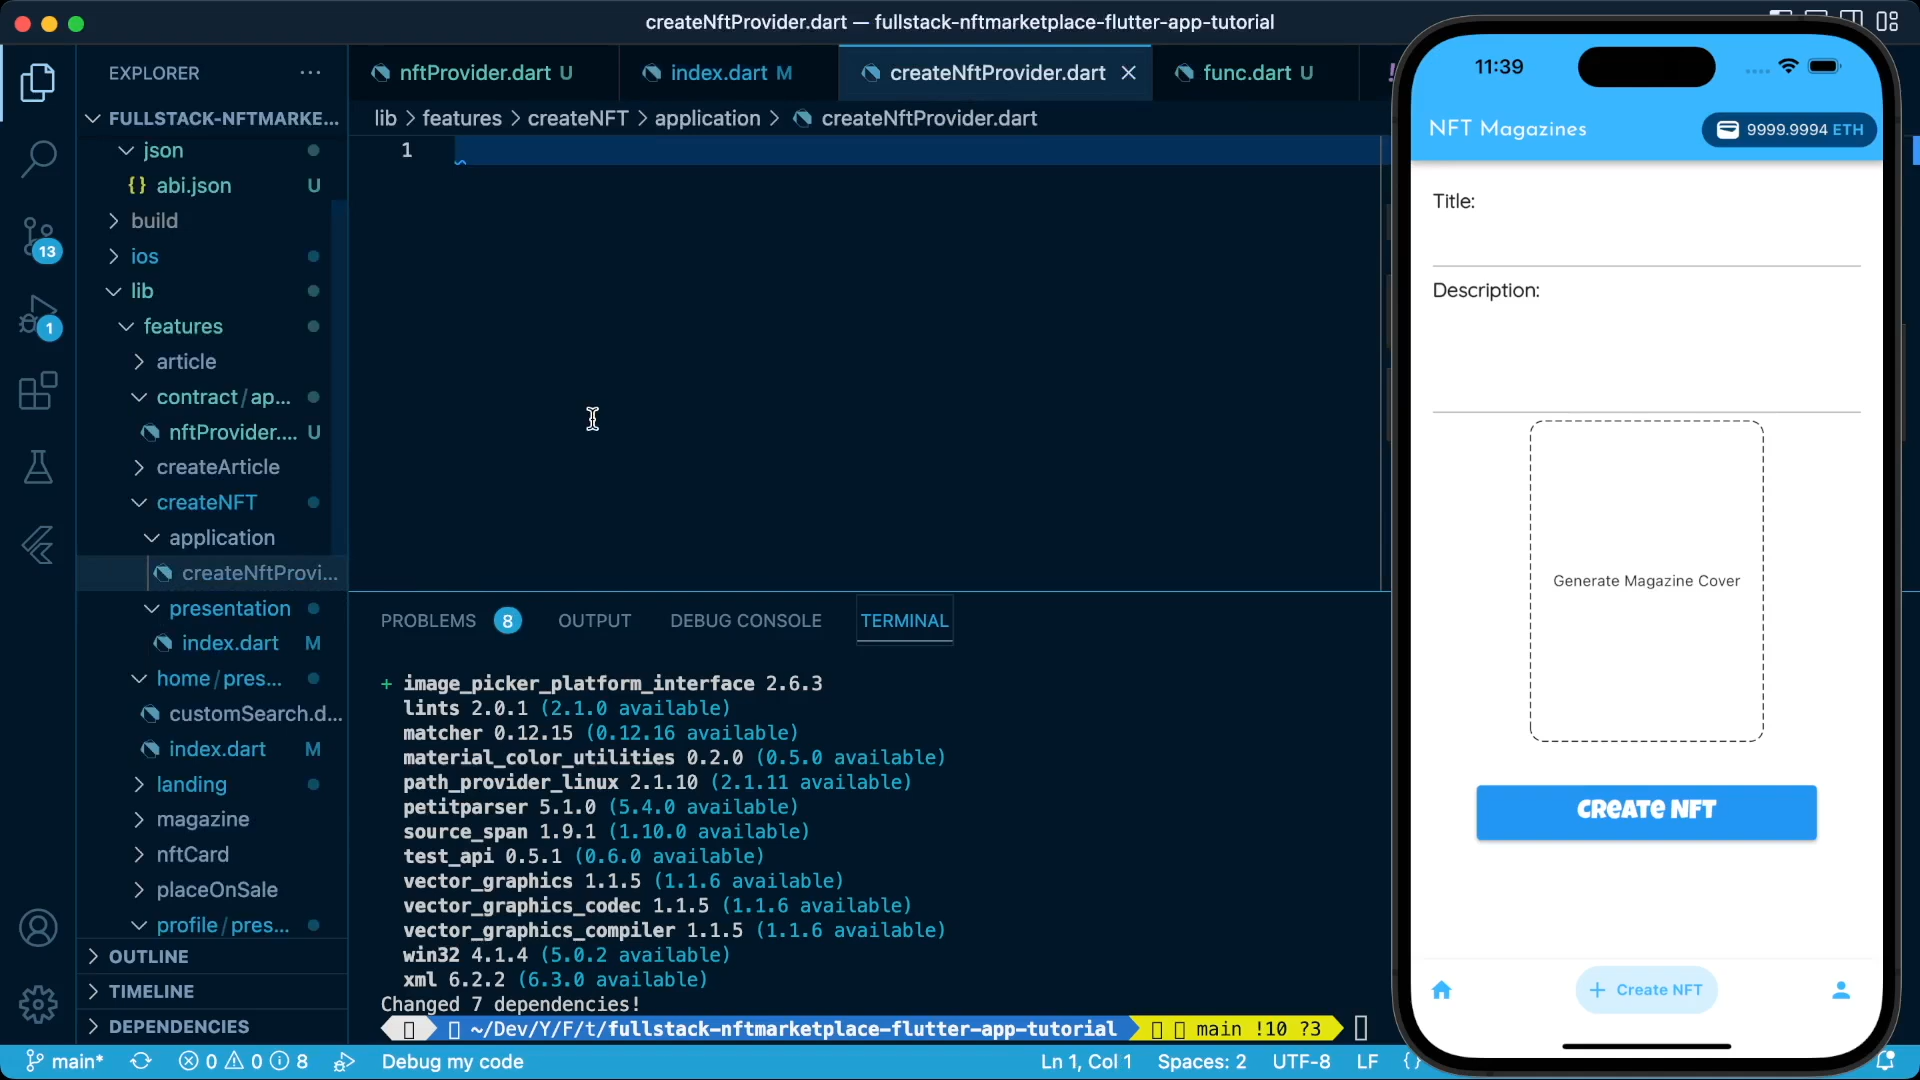 createNftProvider.dart — fullstack-nftmarketplace-flutter-app-tutorial
EXPLORER
FULLSTACK-NFTMARKE...
json
abi.json U
build
ios
lib
features
article
contract/ap...
nftProvider.... U
createArticle
createNFT
application
createNftProvi...
presentation
index.dart M
home/pres...
customSearch.d...
index.dart M
landing
magazine
nftCard
placeOnSale
profile/pres...
OUTLINE
TIMELINE
DEPENDENCIES
13
1
nftProvider.dart U
index.dart M
createNftProvider.dart
func.dart U
lib > features > createNFT > application > createNftProvider.dart
1
PROBLEMS 8
OUTPUT
DEBUG CONSOLE
TERMINAL
+ image_picker_platform_interface 2.6.3
lints 2.0.1 (2.1.0 available)
matcher 0.12.15 (0.12.16 available)
material_color_utilities 0.2.0 (0.5.0 available)
path_provider_linux 2.1.10 (2.1.11 available)
petitparser 5.1.0 (5.4.0 available)
source_span 1.9.1 (1.10.0 available)
test_api 0.5.1 (0.6.0 available)
vector_graphics 1.1.5 (1.1.6 available)
vector_graphics_codec 1.1.5 (1.1.6 available)
vector_graphics_compiler 1.1.5 (1.1.6 available)
win32 4.1.4 (5.0.2 available)
xml 6.2.2 (6.3.0 available)
Changed 7 dependencies!
~/Dev/Y/F/t/fullstack-nftmarketplace-flutter-app-tutorial main !10 ?3
main* 0 0 8 Debug my code
Ln 1, Col 1 Spaces: 2 UTF-8 LF {}
11:39
NFT Magazines
9999.9994 ETH
Title:
Description:
Generate Magazine Cover
Create NFT
+ Create NFT